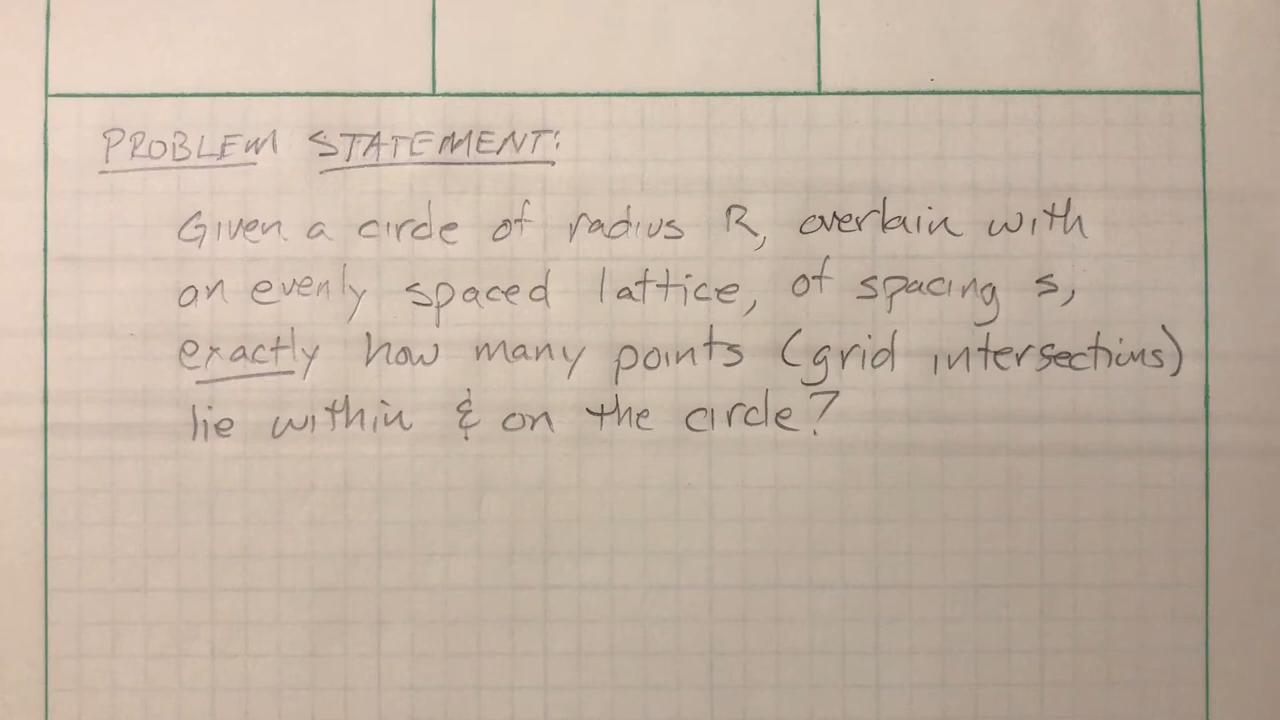 PROBLEM STATEMENT:
Given a circle of radius R, overlain with
an evenly spaced lattice, of spacing s,
exactly how many points (grid intersections)
lie within & on the circle?